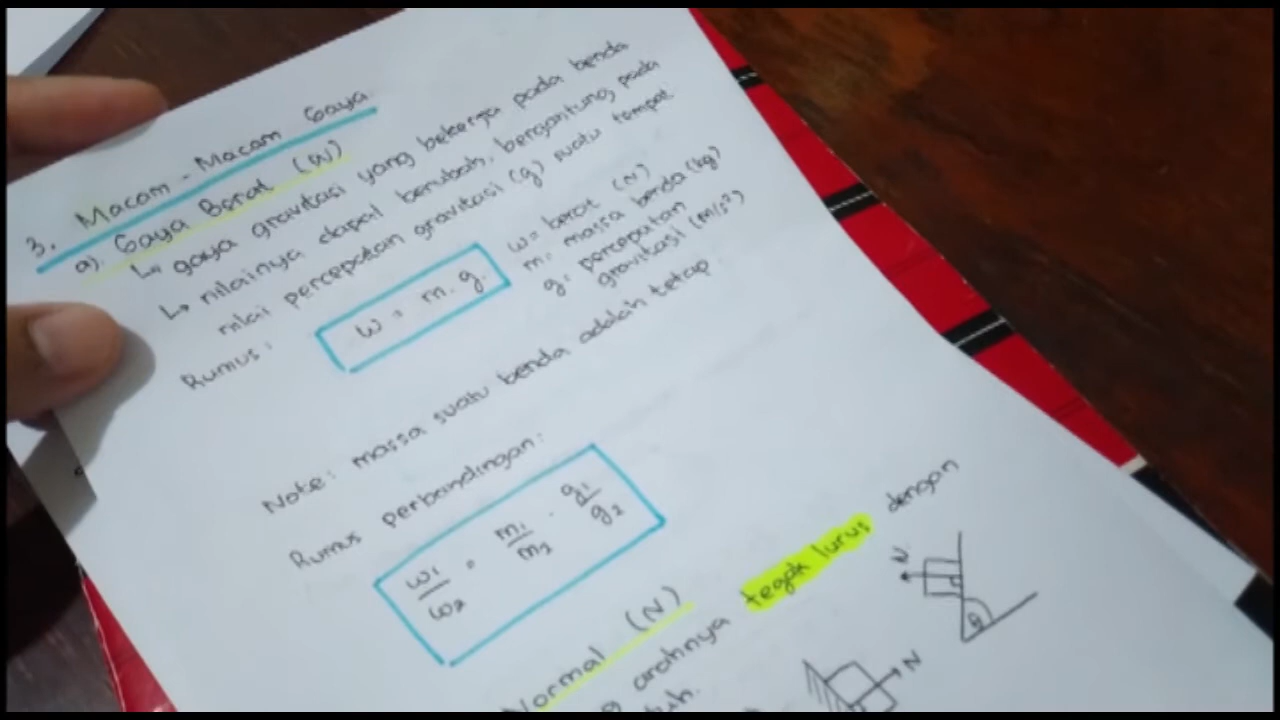 3. Macam - Macam Gaya
a). Gaya Berat (W)
↳ gaya gravitasi yang bekerja pada benda
↳ nilainya dapat berubah, bergantung pada
nilai percepatan gravitasi (g) suatu tempat
Rumus:
w = m. g.
w = berat (N)
m: massa benda (kg)
g: percepatan
gravitasi (m/s²)
Note: massa suatu benda adalah tetap
Rumus perbandingan:
w1/w2 = m1/m2 . g1/g2
Normal (N)
arahnya tegak lurus dengan
N
θ
N